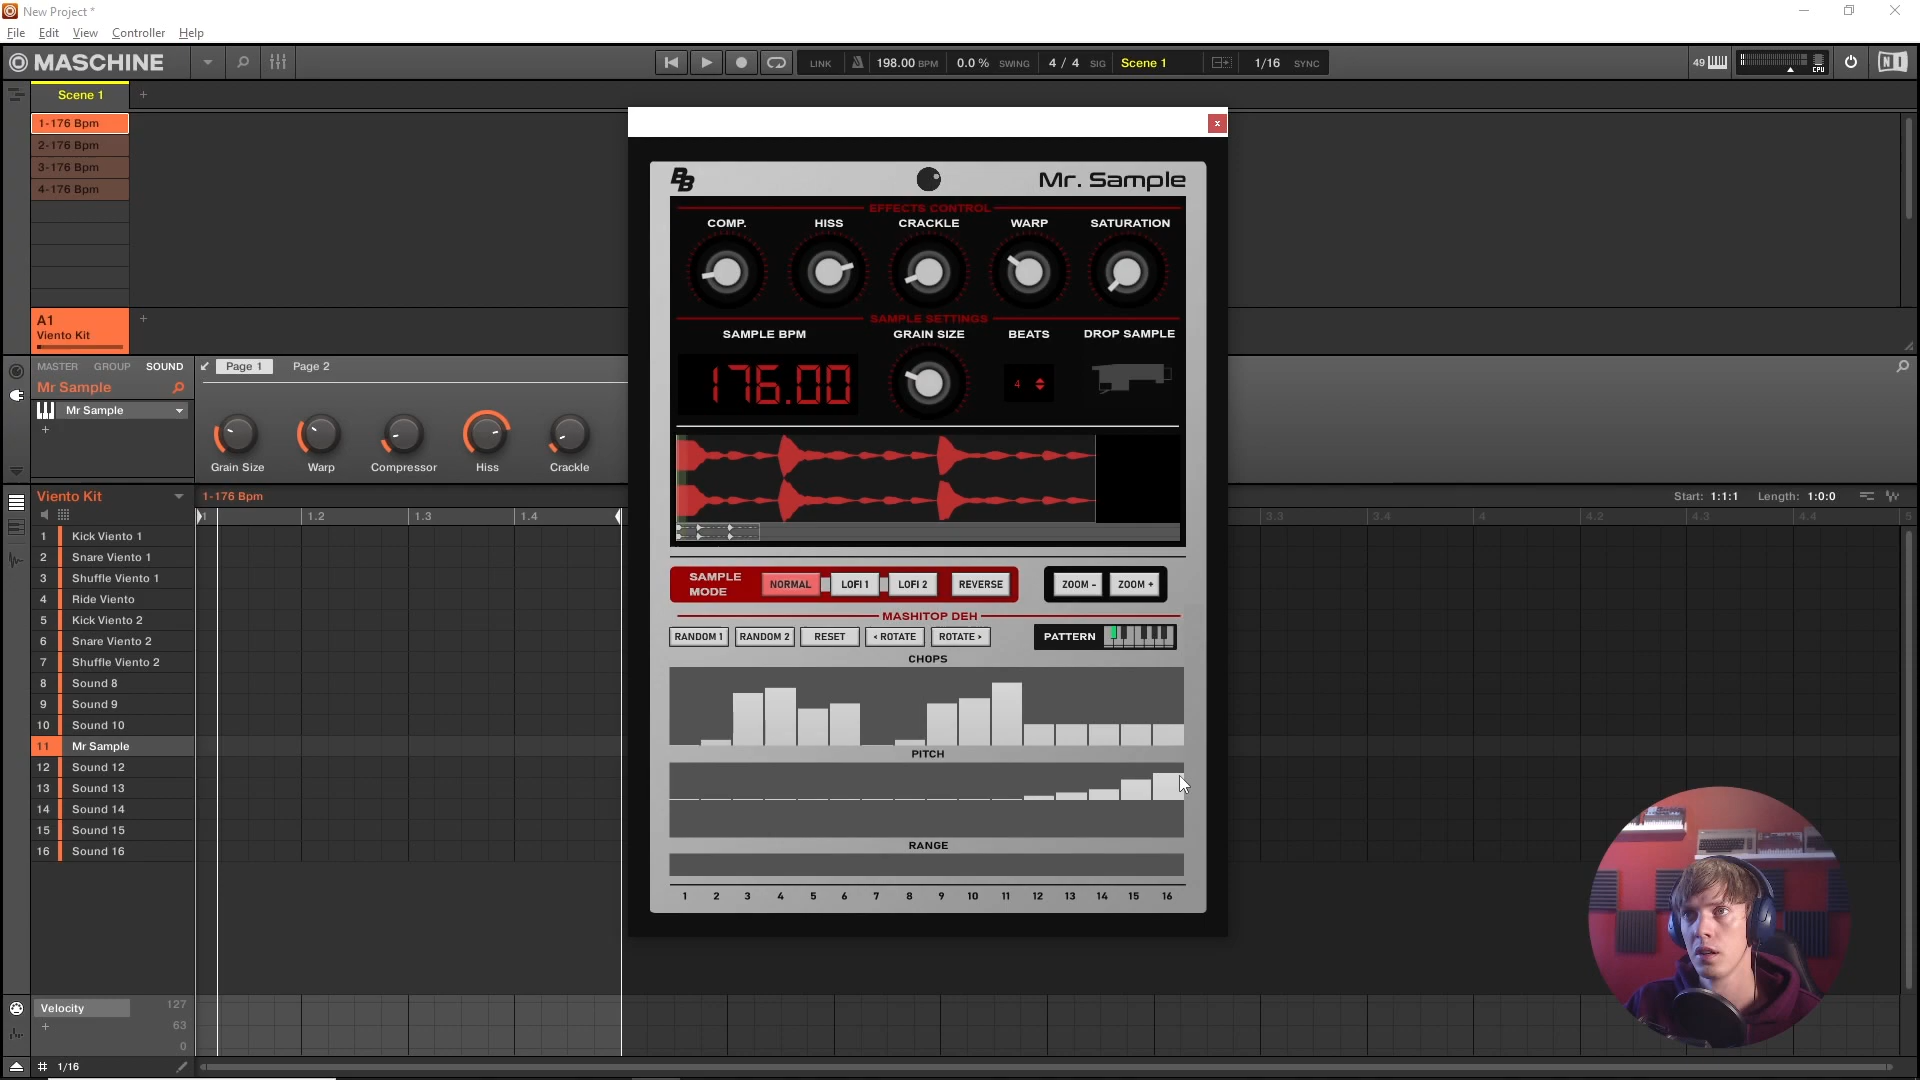 New Project *
File Edit View Controller Help
MASCHINE
LINK 198.00 BPM 0.0 % SWING 4 / 4 SIG Scene 1 1/16 SYNC
49 CPU NI
Scene 1 +
1-176 Bpm
2-176 Bpm
3-176 Bpm
4-176 Bpm
A1 +
Viento Kit
MASTER GROUP SOUND Page 1 Page 2
Mr Sample
Mr Sample
+
Grain Size Warp Compressor Hiss Crackle
x
BB Mr. Sample
EFFECTS CONTROL
COMP. HISS CRACKLE WARP SATURATION
SAMPLE SETTINGS
SAMPLE BPM GRAIN SIZE BEATS DROP SAMPLE
176.00 4
SAMPLE MODE NORMAL LOFI 1 LOFI 2 REVERSE ZOOM - ZOOM +
MASHITOP DEH
RANDOM 1 RANDOM 2 RESET < ROTATE ROTATE > PATTERN
CHOPS
PITCH
RANGE
1 2 3 4 5 6 7 8 9 10 11 12 13 14 15 16
Viento Kit 1-176 Bpm Start: 1:1:1 Length: 1:0:0
1 1.2 1.3 1.4 3.3 3.4 4 4.2 4.3 4.4 5
1 Kick Viento 1
2 Snare Viento 1
3 Shuffle Viento 1
4 Ride Viento
5 Kick Viento 2
6 Snare Viento 2
7 Shuffle Viento 2
8 Sound 8
9 Sound 9
10 Sound 10
11 Mr Sample
12 Sound 12
13 Sound 13
14 Sound 14
15 Sound 15
16 Sound 16
Velocity 127
+ 63
0
1/16